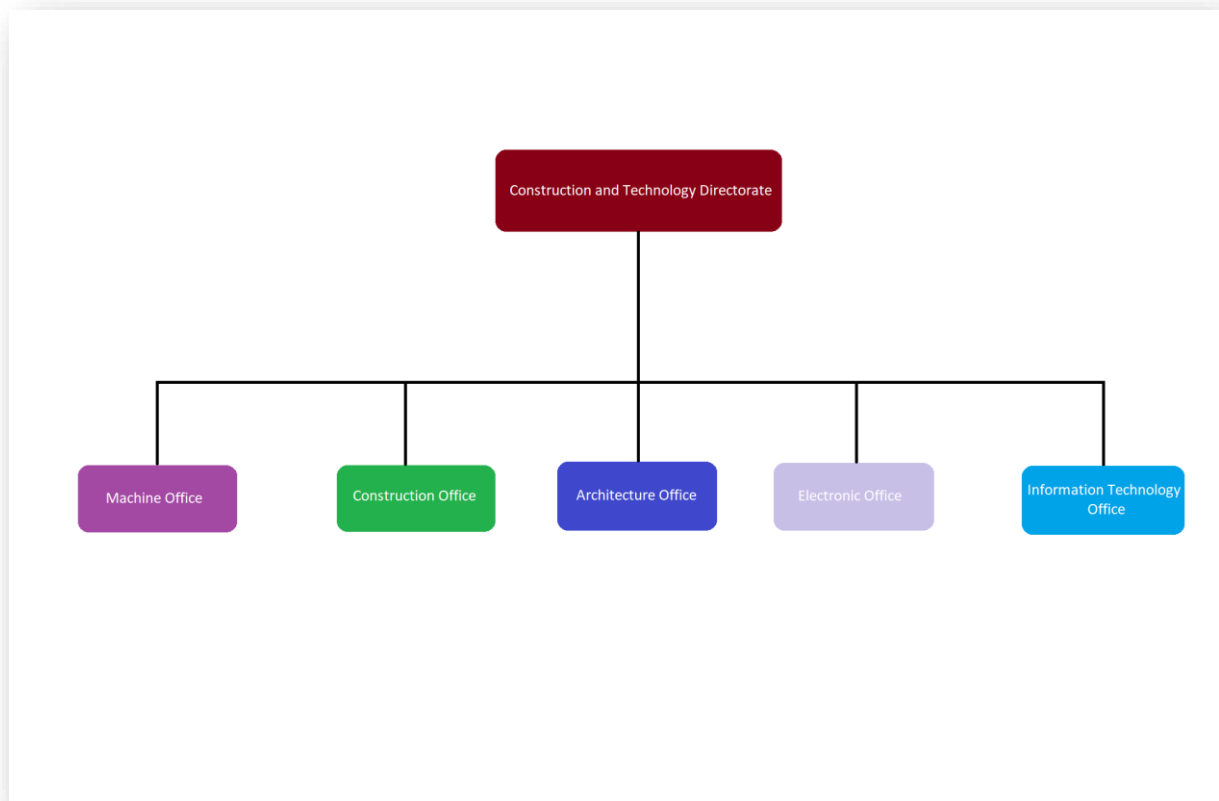 Construction and Technology Directorate
Machine Office
Construction Office
Architecture Office
Electronic Office
Information Technology
Office